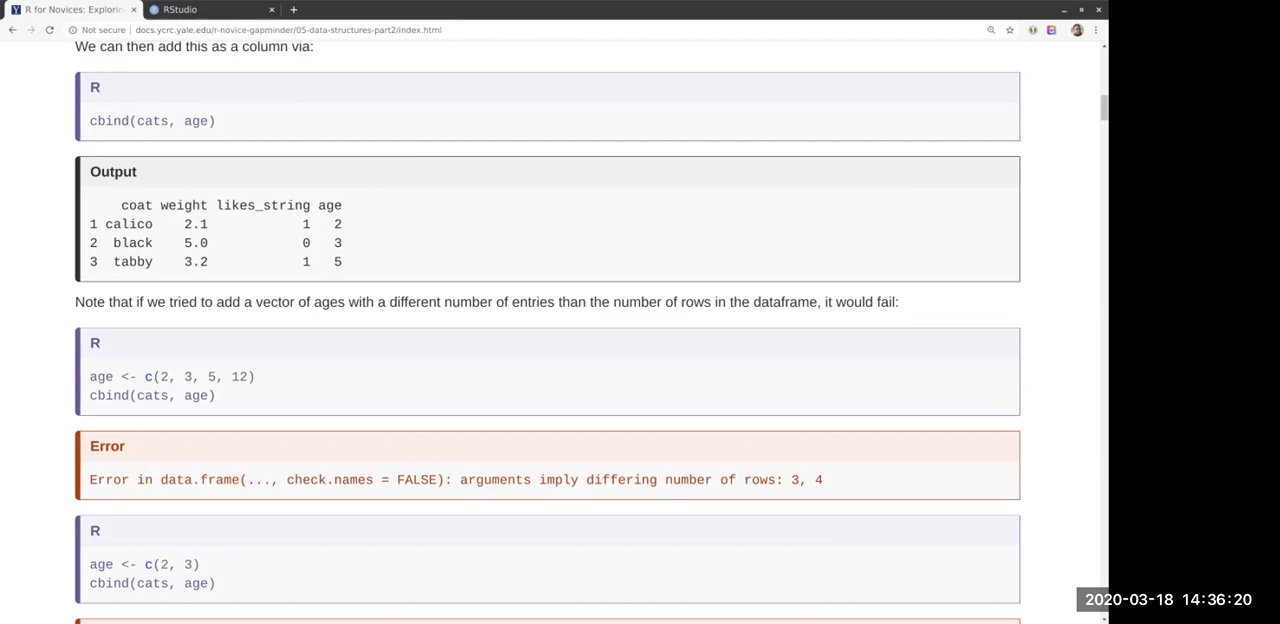 R for Novices: Explorin
RStudio
Not secure | docs.ycrc.yale.edu/r-novice-gapminder/05-data-structures-part2/index.html
We can then add this as a column via:
R
cbind(cats, age)
Output
coat weight likes_string age
1 calico 2.1 1 2
2 black 5.0 0 3
3 tabby 3.2 1 5
Note that if we tried to add a vector of ages with a different number of entries than the number of rows in the dataframe, it would fail:
R
age <- c(2, 3, 5, 12)
cbind(cats, age)
Error
Error in data.frame(..., check.names = FALSE): arguments imply differing number of rows: 3, 4
R
age <- c(2, 3)
cbind(cats, age)
2020-03-18 14:36:20